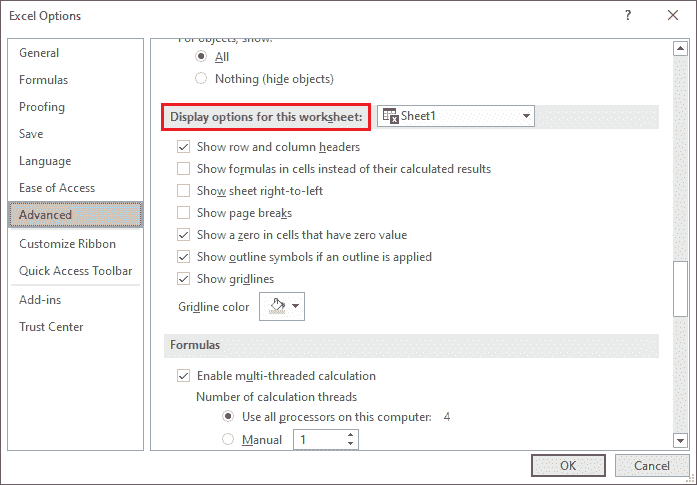 Excel Options
?
General
Formulas
Proofing
Save
Language
Ease of Access
Advanced
Customize Ribbon
Quick Access Toolbar
Add-ins
Trust Center
For objects, show:
All
Nothing (hide objects)
Display options for this worksheet: Sheet1
Show row and column headers
Show formulas in cells instead of their calculated results
Show sheet right-to-left
Show page breaks
Show a zero in cells that have zero value
Show outline symbols if an outline is applied
Show gridlines
Gridline color
Formulas
Enable multi-threaded calculation
Number of calculation threads
Use all processors on this computer: 4
Manual 1
OK Cancel